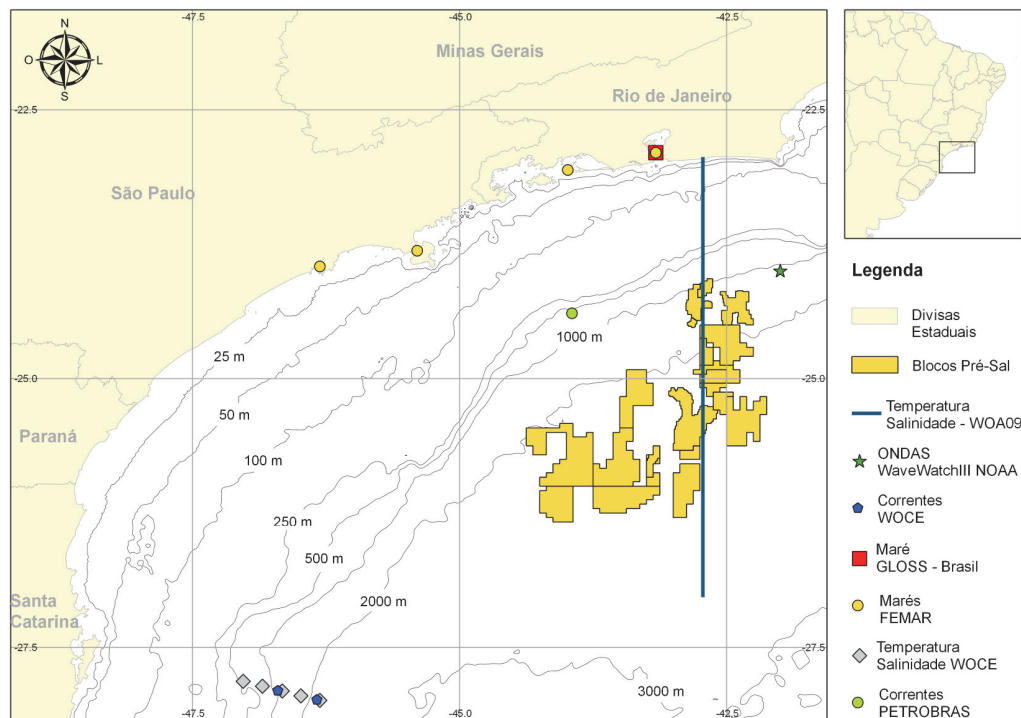 -47.5
-45.0
-42.5
N
O
L
S
Minas Gerais
Rio de Janeiro
-22.5
-22.5
São Paulo
25 m
1000 m
-25.0
-25.0
50 m
Paraná
100 m
250 m
500 m
2000 m
Santa
Catarina
-27.5
-27.5
3000 m
-47.5
-45.0
-42.5
Legenda
Divisas
Estaduais
Blocos Pré-Sal
Temperatura
Salinidade - WOA09
ONDAS
WaveWatchIII NOAA
Correntes
WOCE
Maré
GLOSS - Brasil
Marés
FEMAR
Temperatura
Salinidade WOCE
Correntes
PETROBRAS